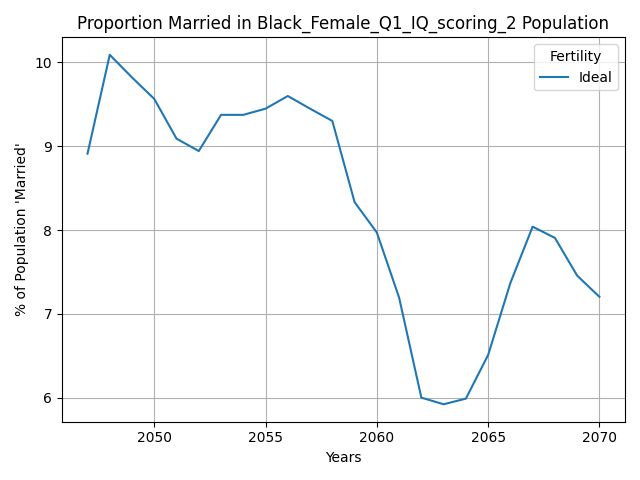 Proportion Married in Black_Female_Q1_IQ_scoring_2 Population
Fertility
Ideal
% of Population 'Married'
10
9
8
7
6
2050
2055
2060
2065
2070
Years